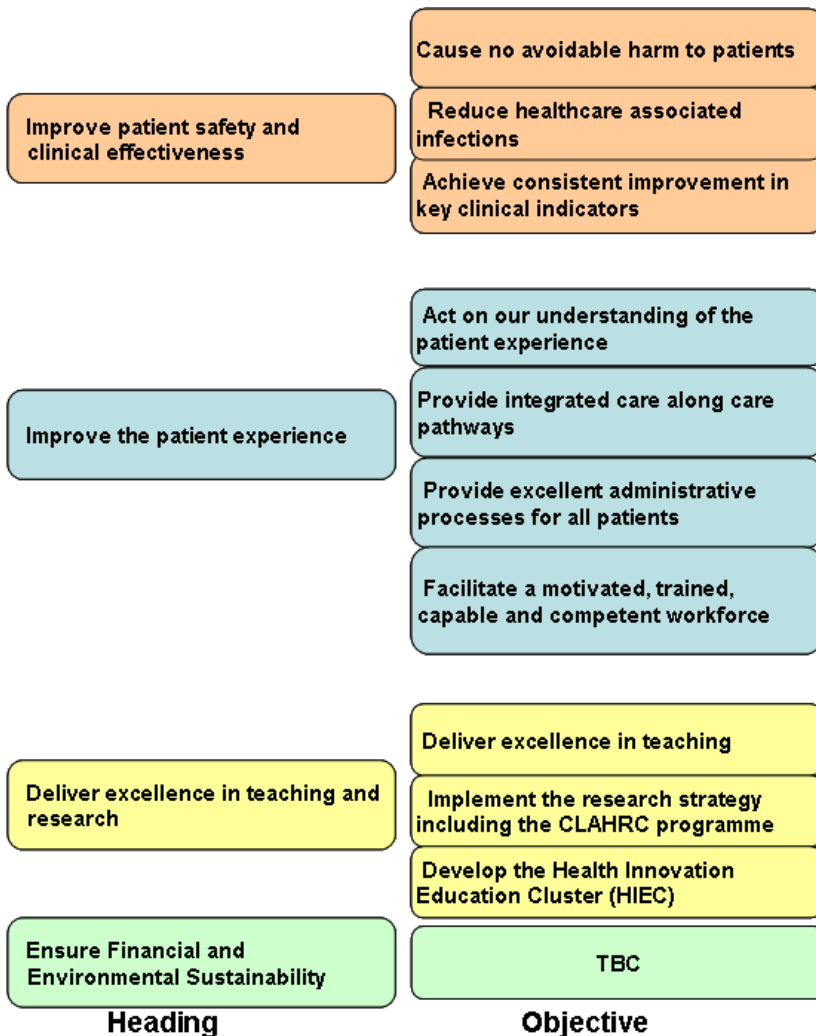 Cause no avoidable harm to patients
Improve patient safety and
clinical effectiveness
Reduce healthcare associated
infections
Achieve consistent improvement in
key clinical indicators
Act on our understanding of the
patient experience
Improve the patient experience
Provide integrated care along care
pathways
Provide excellent administrative
processes for all patients
Facilitate a motivated, trained,
capable and competent workforce
Deliver excellence in teaching
Deliver excellence in teaching and
research
Implement the research strategy
including the CLAHRC programme
Develop the Health Innovation
Education Cluster (HIEC)
Ensure Financial and
Environmental Sustainability
TBC
Heading
Objective